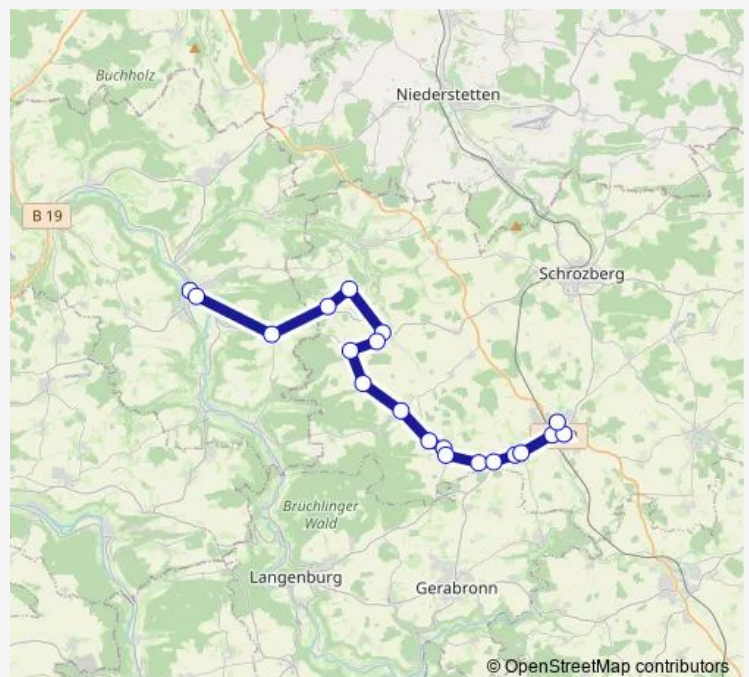 Buchholz
Niederstetten
B 19
Schrozberg
Brüchlinger
Wald
Langenburg
Gerabronn
© OpenStreetMap contributors